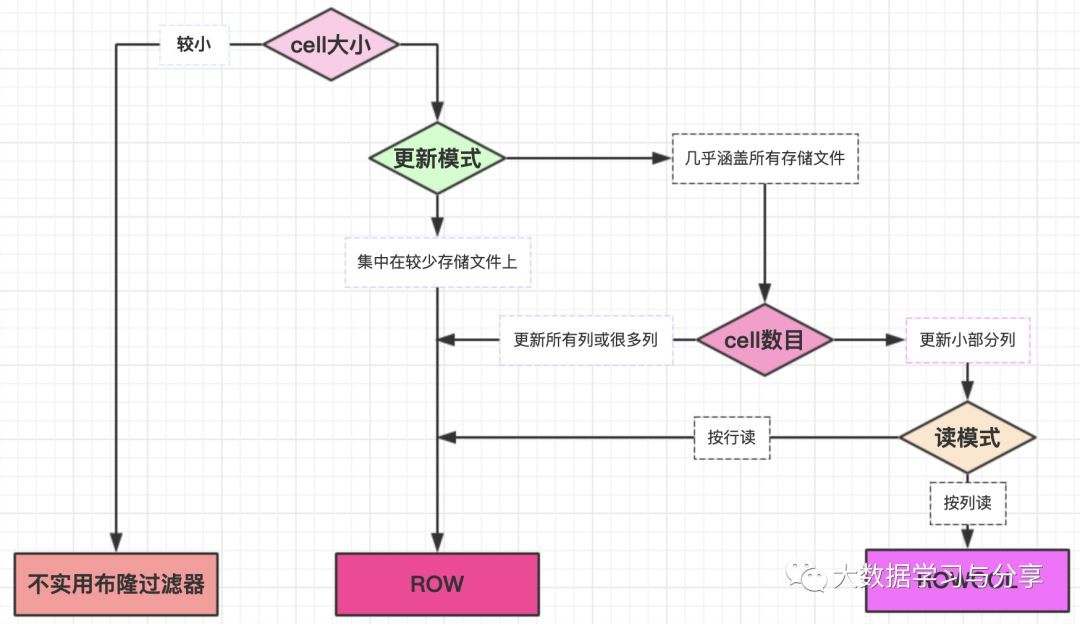 较小
cell大小
更新模式
几乎涵盖所有存储文件
集中在较少存储文件上
更新所有列或很多列
cell数目
更新小部分列
按行读
读模式
按列读
不实用布隆过滤器
ROW
ROWCOL
大数据学习与分享